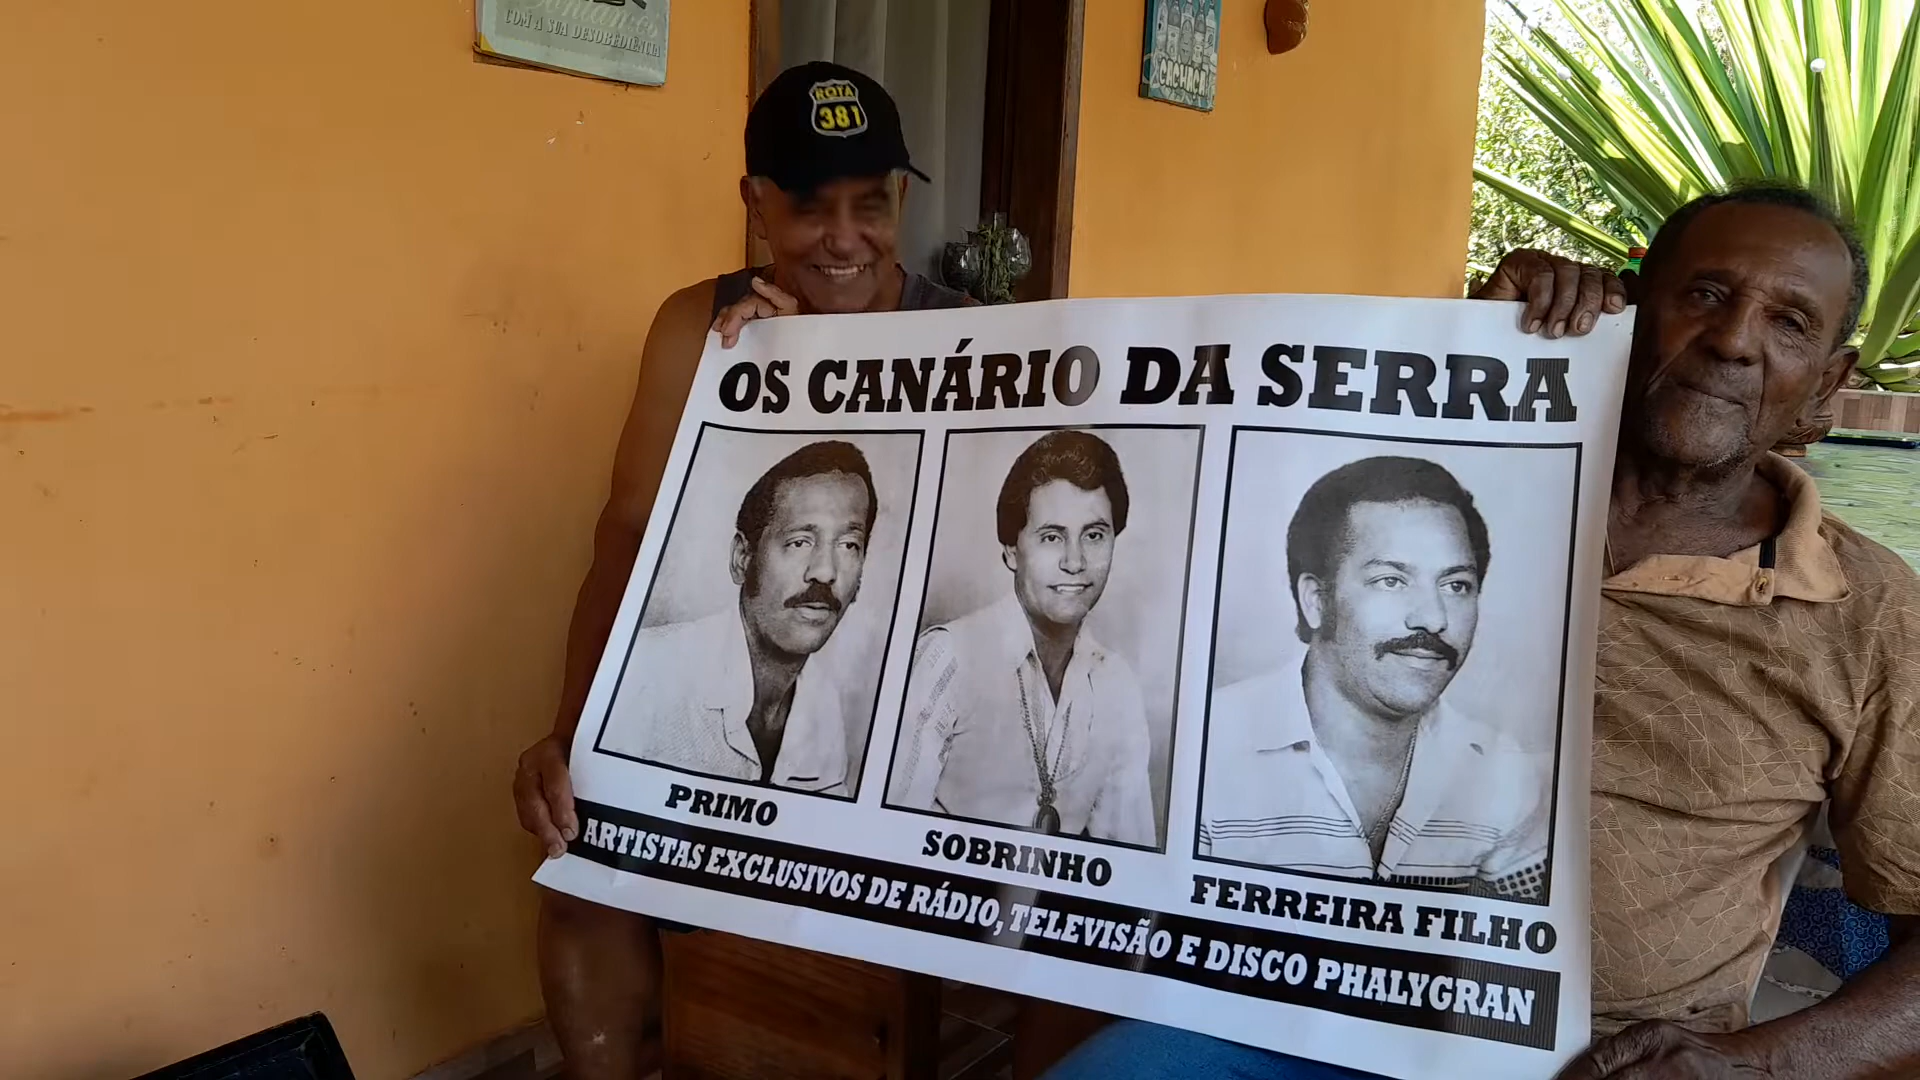 COM A SUA DESOBEDIÊNCIA
ROTA
381
CACHAÇA
OS CANÁRIO DA SERRA
PRIMO
SOBRINHO
FERREIRA FILHO
ARTISTAS EXCLUSIVOS DE RÁDIO, TELEVISÃO E DISCO PHALYGRAN